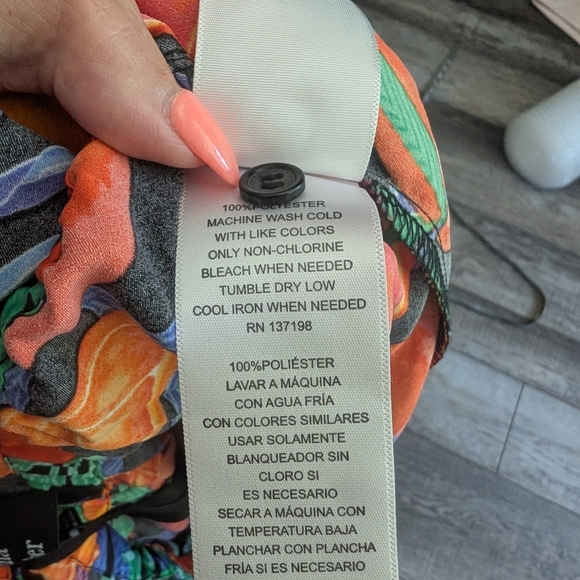 100%POLYESTER
MACHINE WASH COLD
WITH LIKE COLORS
ONLY NON-CHLORINE
BLEACH WHEN NEEDED
TUMBLE DRY LOW
COOL IRON WHEN NEEDED
RN 137198
100%POLIÉSTER
LAVAR A MÁQUINA
CON AGUA FRÍA
CON COLORES SIMILARES
USAR SOLAMENTE
BLANQUEADOR SIN
CLORO SI
ES NECESARIO
SECAR A MÁQUINA CON
TEMPERATURA BAJA
PLANCHAR CON PLANCHA
FRÍA SI ES NECESARIO